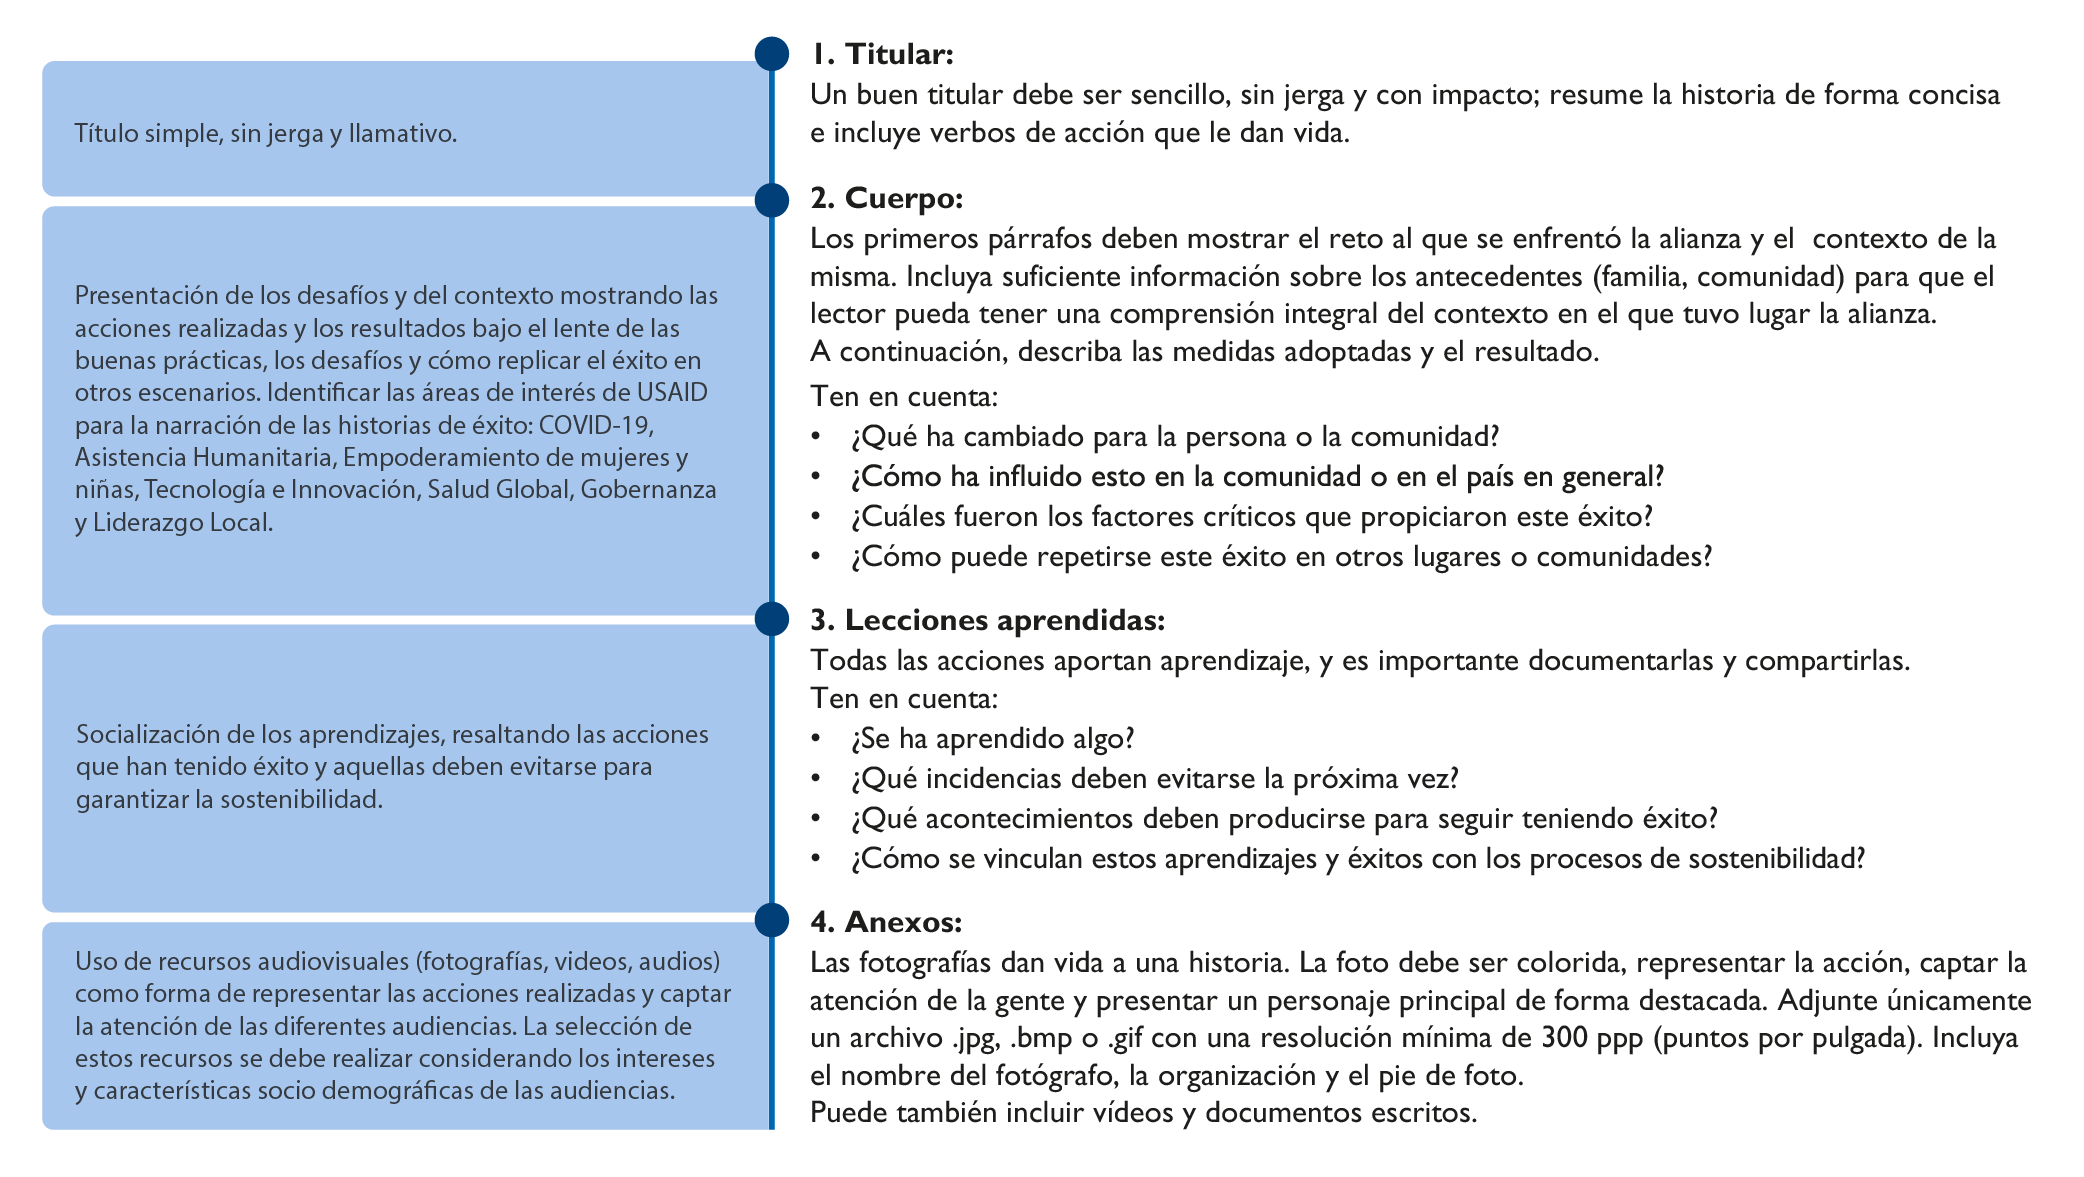 Título simple, sin jerga y llamativo.
1. Titular:
Un buen titular debe ser sencillo, sin jerga y con impacto; resume la historia de forma concisa
e incluye verbos de acción que le dan vida.
Presentación de los desafíos y del contexto mostrando las
acciones realizadas y los resultados bajo el lente de las
buenas prácticas, los desafíos y cómo replicar el éxito en
otros escenarios. Identificar las áreas de interés de USAID
para la narración de las historias de éxito: COVID-19,
Asistencia Humanitaria, Empoderamiento de mujeres y
niñas, Tecnología e Innovación, Salud Global, Gobernanza
y Liderazgo Local.
2. Cuerpo:
Los primeros párrafos deben mostrar el reto al que se enfrentó la alianza y el  contexto de la
misma. Incluya suficiente información sobre los antecedentes (familia, comunidad) para que el
lector pueda tener una comprensión integral del contexto en el que tuvo lugar la alianza.
A continuación, describa las medidas adoptadas y el resultado.
Ten en cuenta:
• ¿Qué ha cambiado para la persona o la comunidad?
• ¿Cómo ha influido esto en la comunidad o en el país en general?
• ¿Cuáles fueron los factores críticos que propiciaron este éxito?
• ¿Cómo puede repetirse este éxito en otros lugares o comunidades?
Socialización de los aprendizajes, resaltando las acciones
que han tenido éxito y aquellas deben evitarse para
garantizar la sostenibilidad.
3. Lecciones aprendidas:
Todas las acciones aportan aprendizaje, y es importante documentarlas y compartirlas.
Ten en cuenta:
• ¿Se ha aprendido algo?
• ¿Qué incidencias deben evitarse la próxima vez?
• ¿Qué acontecimientos deben producirse para seguir teniendo éxito?
• ¿Cómo se vinculan estos aprendizajes y éxitos con los procesos de sostenibilidad?
Uso de recursos audiovisuales (fotografías, videos, audios)
como forma de representar las acciones realizadas y captar
la atención de las diferentes audiencias. La selección de
estos recursos se debe realizar considerando los intereses
y características socio demográficas de las audiencias.
4. Anexos:
Las fotografías dan vida a una historia. La foto debe ser colorida, representar la acción, captar la
atención de la gente y presentar un personaje principal de forma destacada. Adjunte únicamente
un archivo .jpg, .bmp o .gif con una resolución mínima de 300 ppp (puntos por pulgada). Incluya
el nombre del fotógrafo, la organización y el pie de foto.
Puede también incluir vídeos y documentos escritos.